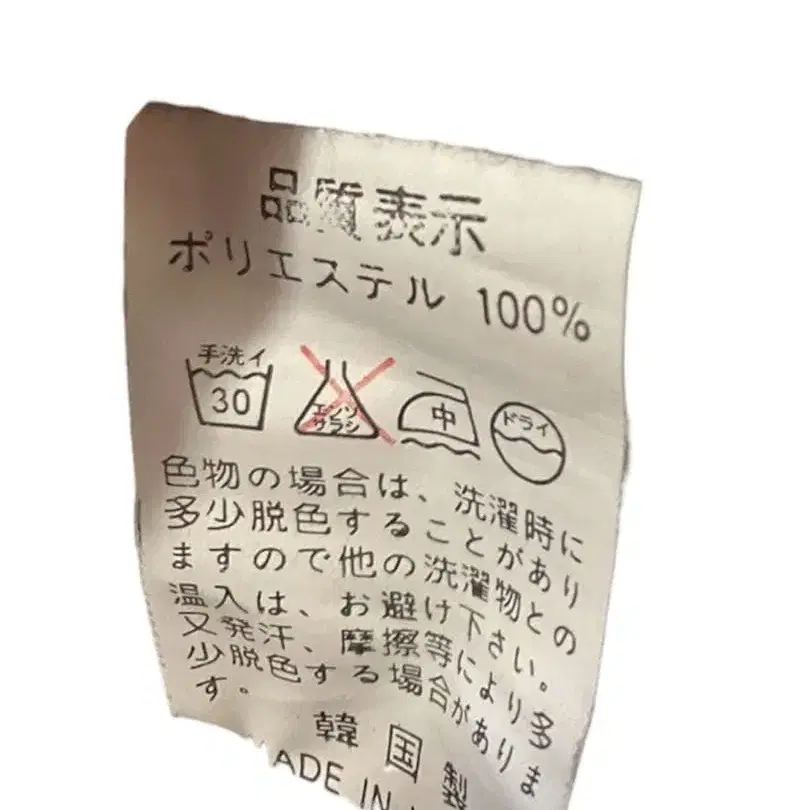 品質表示
ポリエステル 100%
手洗イ
30
エンソ
サラシ
中
ドライ
色物の場合は、洗濯時に
多少脱色することがあり
ますので他の洗濯物との
温入は、お避け下さい。
又発汗、摩擦等により多
少脱色する場合がありま
す。
韓国製
MADE IN